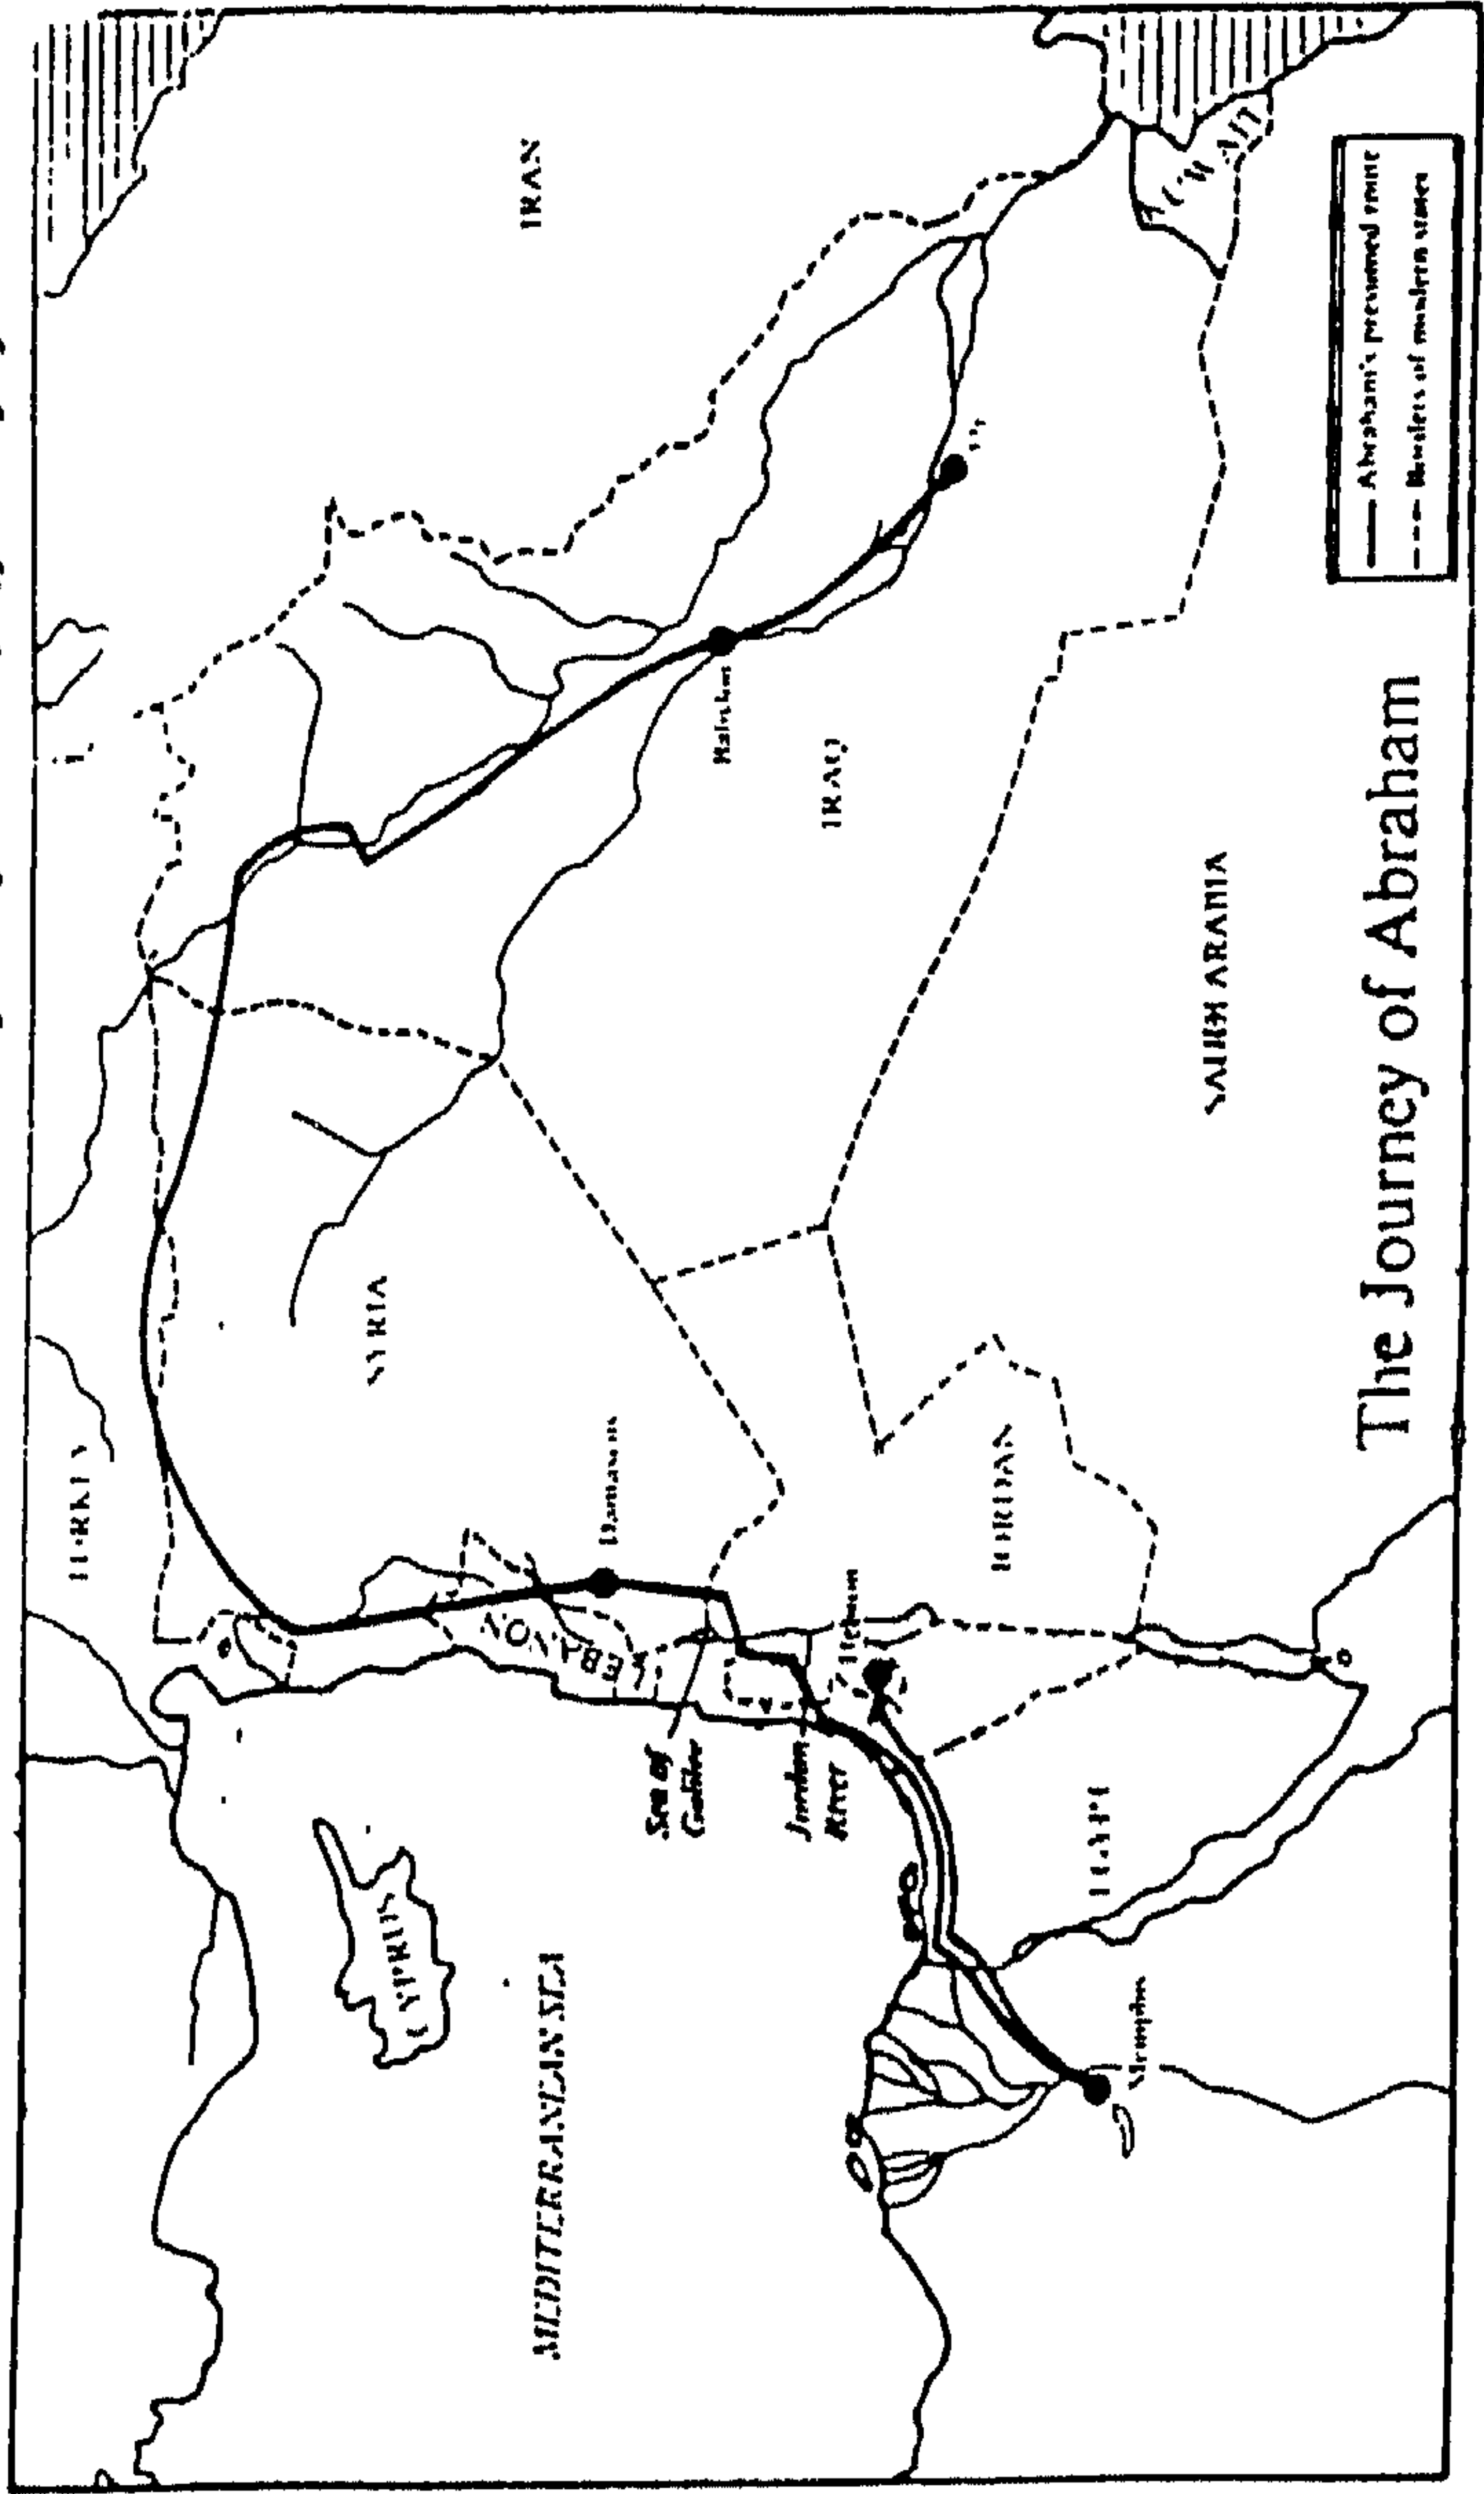 TURKEY
SYRIA
IRAN
LEBANON
CYPRUS
MEDITERRANEAN SEA
Damascus
Babylon
IRAQ
Ur
Sea of
Galilee
Jordan
River
Hebron
JORDAN
SAUDI ARABIA
EGYPT
Memphis
Abraham's presumed route
Borders of modern states
The Journey of Abraham